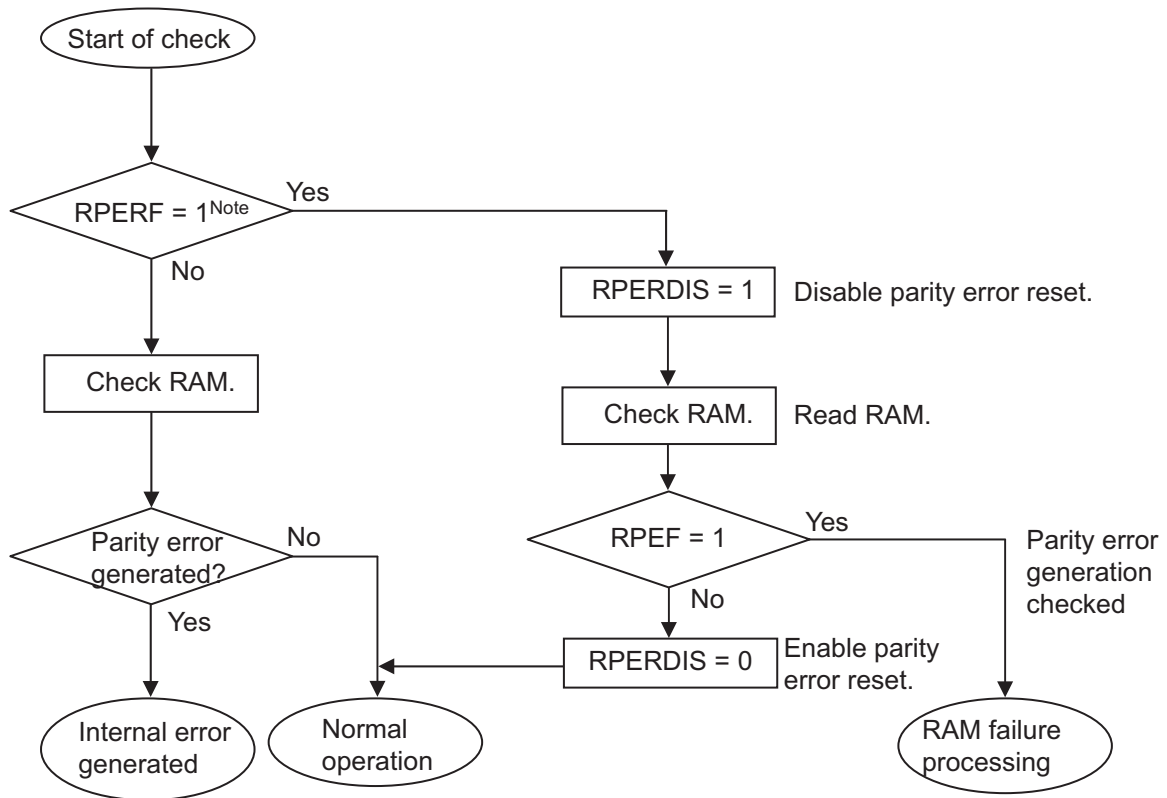 Start of check
RPERF = 1Note
Yes
No
RPERDIS = 1
Disable parity error reset.
Check RAM.
Check RAM.
Read RAM.
Parity error
generated?
No
Yes
RPEF = 1
Yes
No
Parity error
generation
checked
RPERDIS = 0
Enable parity
error reset.
Internal error
generated
Normal
operation
RAM failure
processing